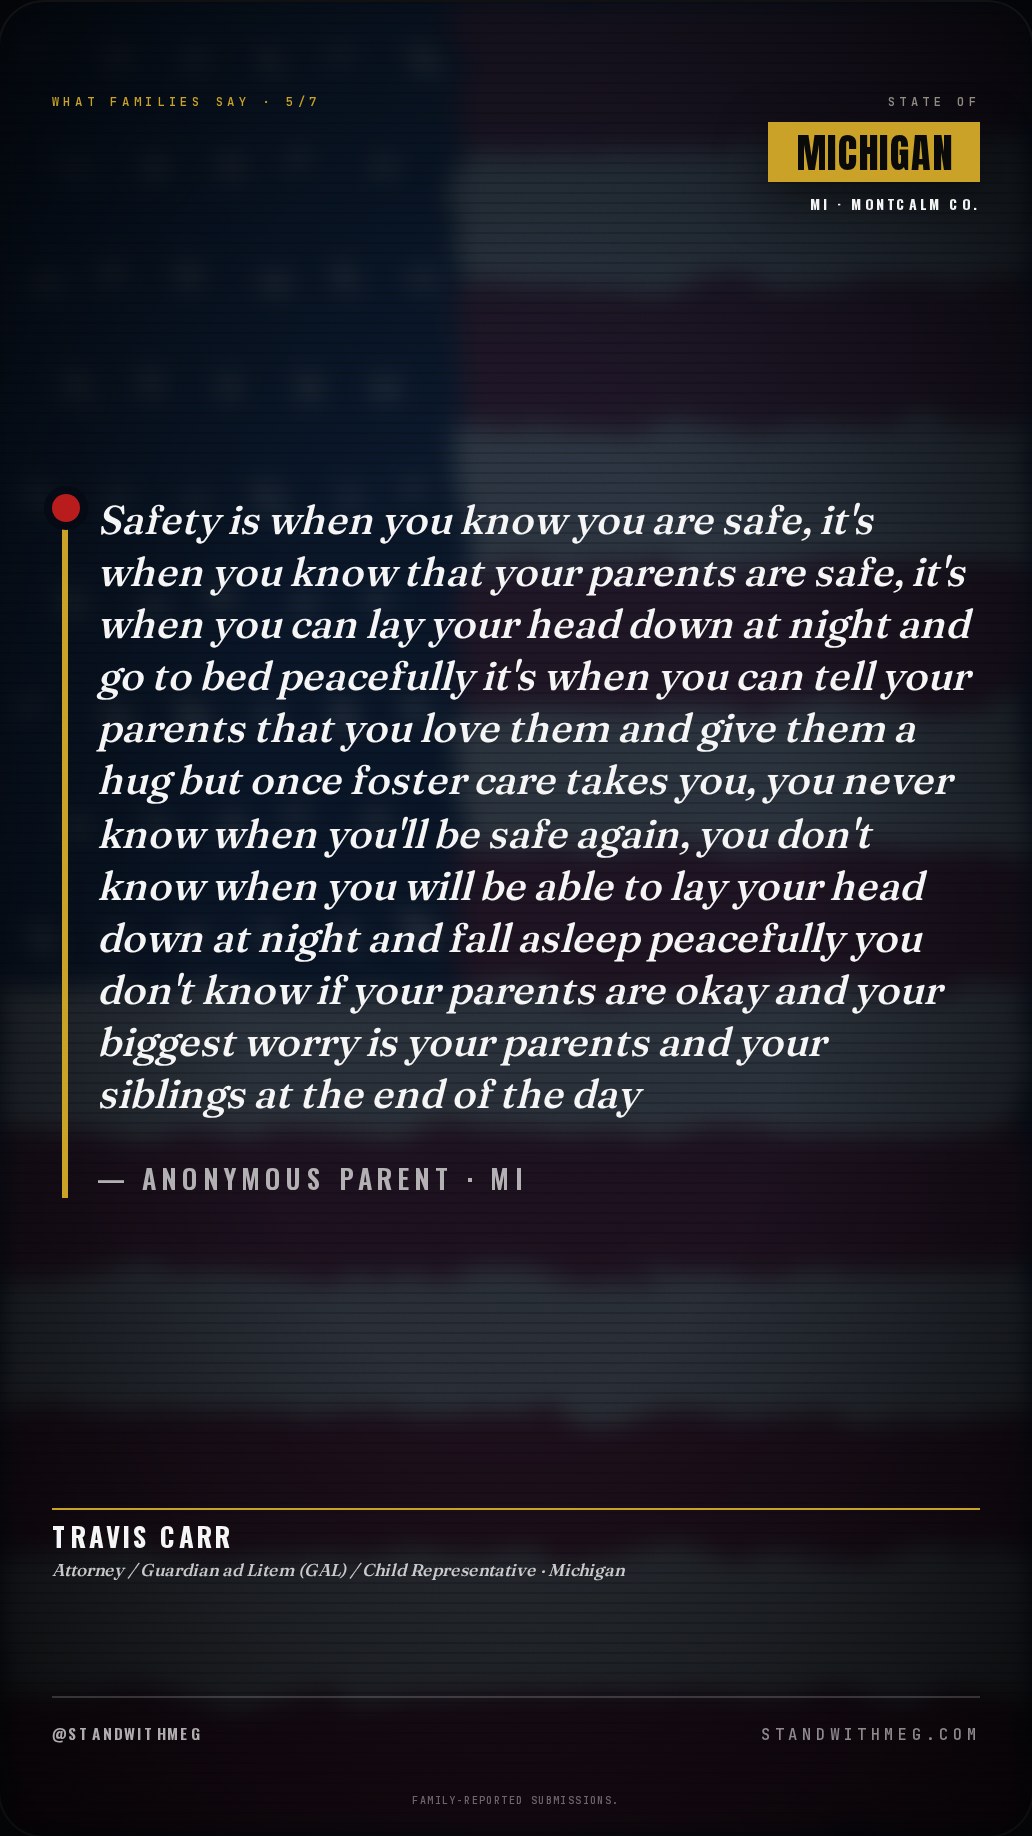 WHAT FAMILIES SAY · 5/7
STATE OF
MICHIGAN
MI · MONTCALM CO.
Safety is when you know you are safe, it's
when you know that your parents are safe, it's
when you can lay your head down at night and
go to bed peacefully it's when you can tell your
parents that you love them and give them a
hug but once foster care takes you, you never
know when you'll be safe again, you don't
know when you will be able to lay your head
down at night and fall asleep peacefully you
don't know if your parents are okay and your
biggest worry is your parents and your
siblings at the end of the day
— ANONYMOUS PARENT · MI
TRAVIS CARR
Attorney / Guardian ad Litem (GAL) / Child Representative · Michigan
@STANDWITHMEG
STANDWITHMEG.COM
FAMILY-REPORTED SUBMISSIONS.